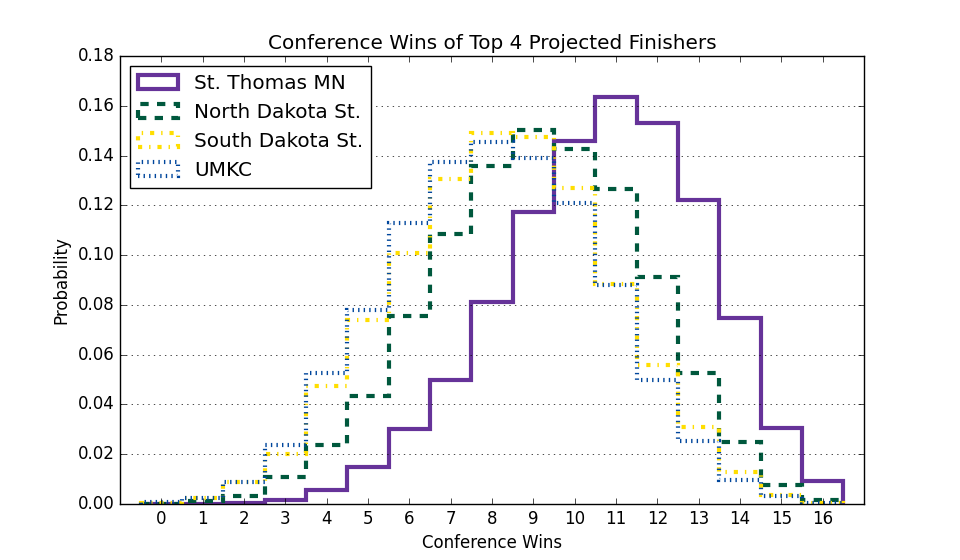 Conference Wins of Top 4 Projected Finishers
0.18
0.16
0.14
0.12
0.10
0.08
0.06
0.04
0.02
0.00
Probability
St. Thomas MN
North Dakota St.
South Dakota St.
UMKC
0 1 2 3 4 5 6 7 8 9 10 11 12 13 14 15 16
Conference Wins